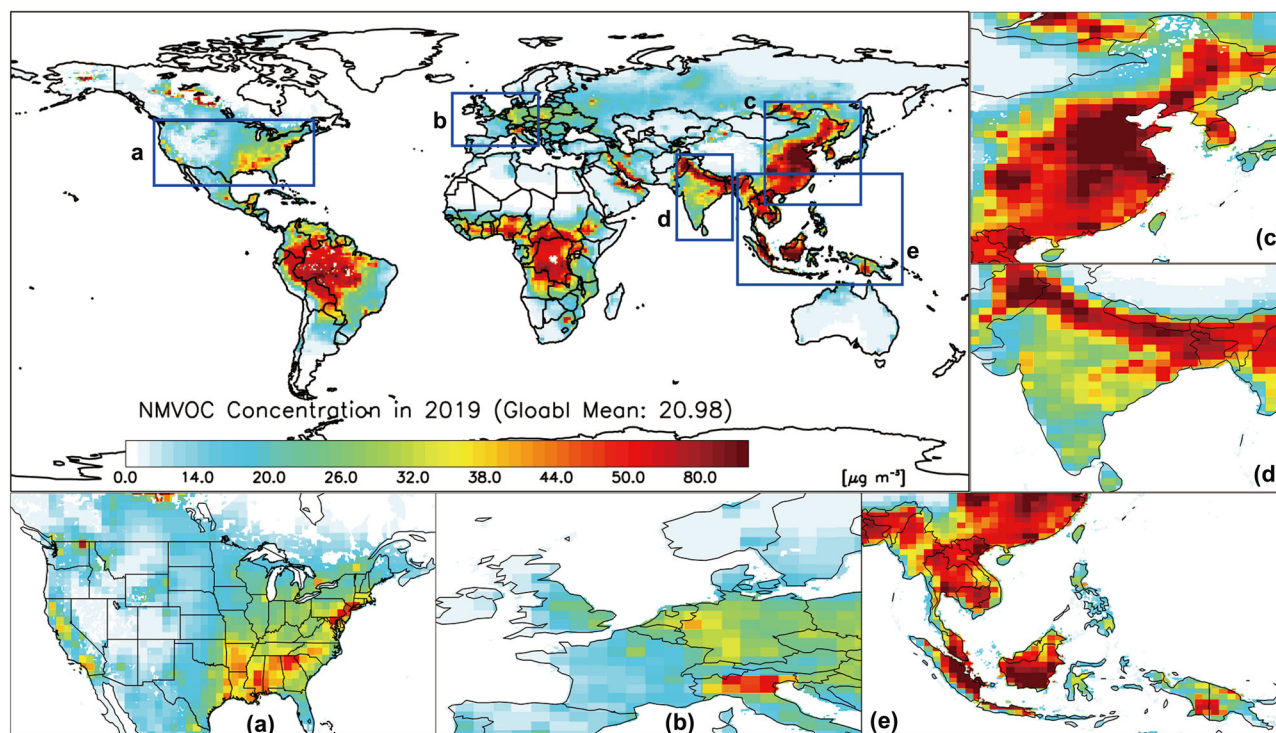 a
b
c
d
e
NMVOC Concentration in 2019 (Gloabl Mean: 20.98)
0.0 14.0 20.0 26.0 32.0 38.0 44.0 50.0 80.0 [μg m⁻³]
(c)
(d)
(a)
(b)
(e)